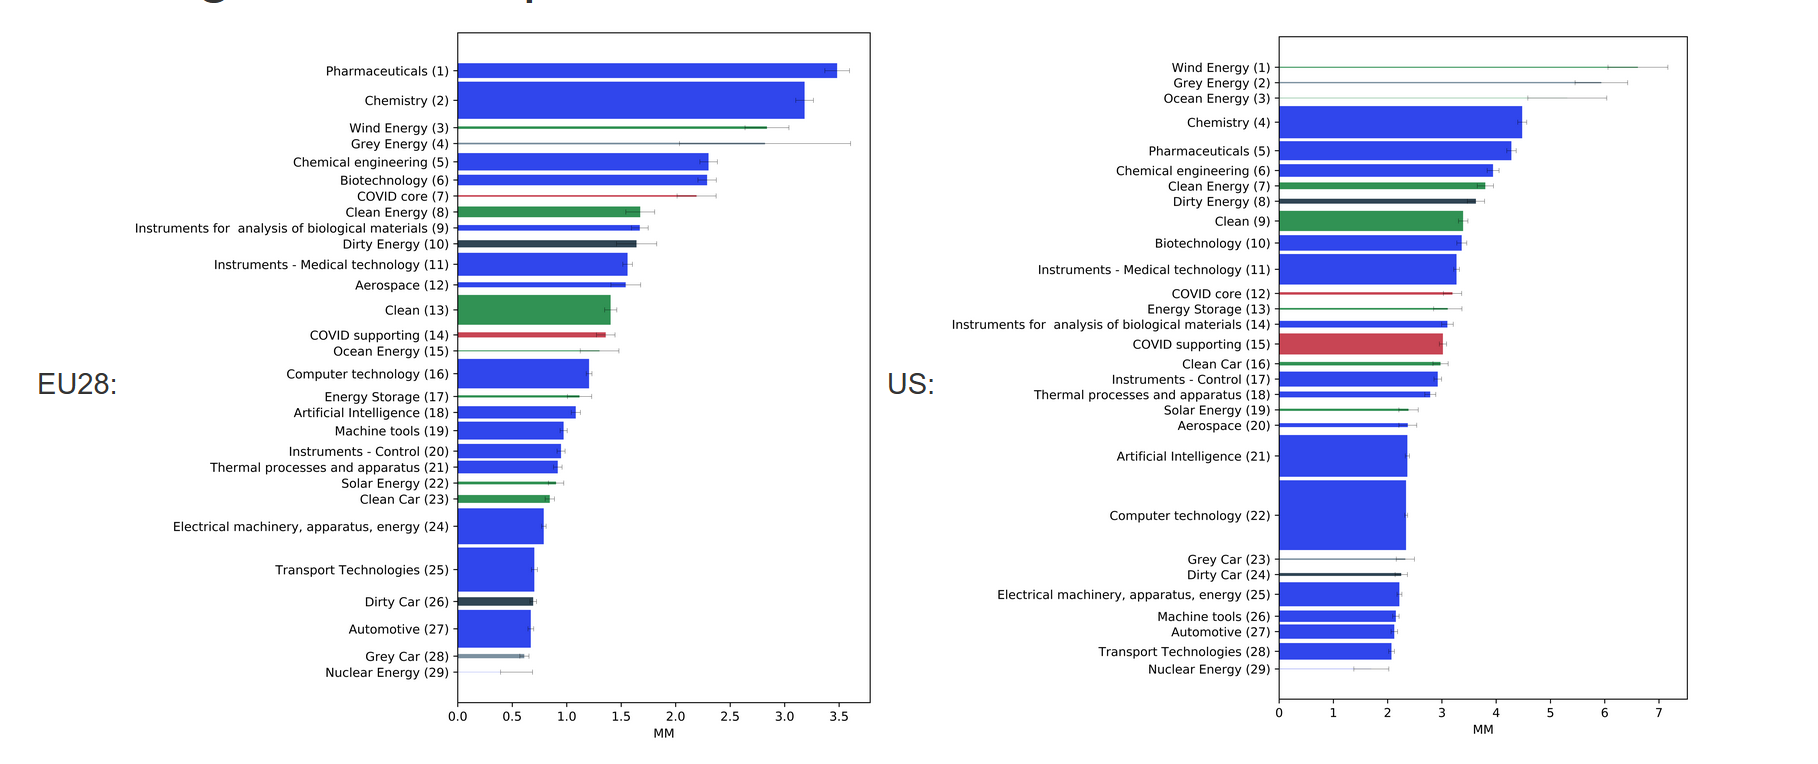 EU28:
Pharmaceuticals (1)
Chemistry (2)
Wind Energy (3)
Grey Energy (4)
Chemical engineering (5)
Biotechnology (6)
COVID core (7)
Clean Energy (8)
Instruments for  analysis of biological materials (9)
Dirty Energy (10)
Instruments - Medical technology (11)
Aerospace (12)
Clean (13)
COVID supporting (14)
Ocean Energy (15)
Computer technology (16)
Energy Storage (17)
Artificial Intelligence (18)
Machine tools (19)
Instruments - Control (20)
Thermal processes and apparatus (21)
Solar Energy (22)
Clean Car (23)
Electrical machinery, apparatus, energy (24)
Transport Technologies (25)
Dirty Car (26)
Automotive (27)
Grey Car (28)
Nuclear Energy (29)
0.0 0.5 1.0 1.5 2.0 2.5 3.0 3.5
MM
US:
Wind Energy (1)
Grey Energy (2)
Ocean Energy (3)
Chemistry (4)
Pharmaceuticals (5)
Chemical engineering (6)
Clean Energy (7)
Dirty Energy (8)
Clean (9)
Biotechnology (10)
Instruments - Medical technology (11)
COVID core (12)
Energy Storage (13)
Instruments for  analysis of biological materials (14)
COVID supporting (15)
Clean Car (16)
Instruments - Control (17)
Thermal processes and apparatus (18)
Solar Energy (19)
Aerospace (20)
Artificial Intelligence (21)
Computer technology (22)
Grey Car (23)
Dirty Car (24)
Electrical machinery, apparatus, energy (25)
Machine tools (26)
Automotive (27)
Transport Technologies (28)
Nuclear Energy (29)
0 1 2 3 4 5 6 7
MM